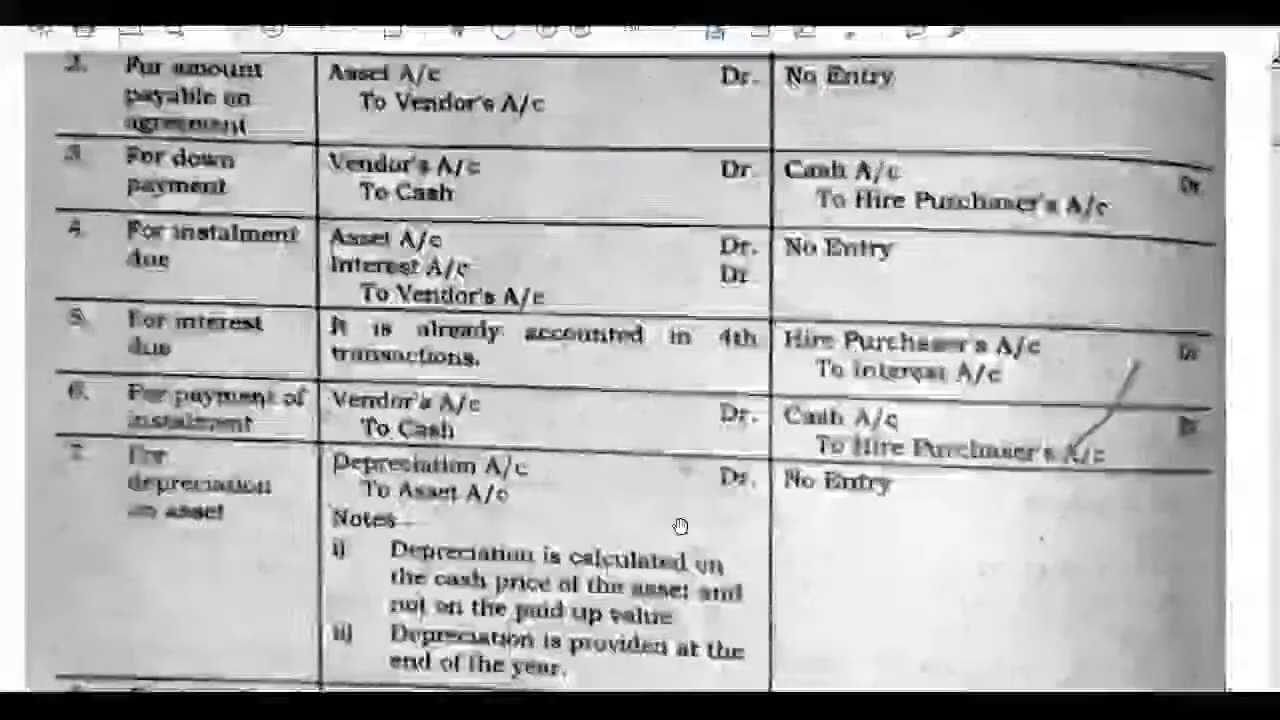 2. For amount payable on agreement
Asset A/c Dr.
To Vendor's A/c
No Entry
3. For down payment
Vendor's A/c Dr.
To Cash
Cash A/c Dr
To Hire Purchaser's A/c
4. For instalment due
Asset A/c Dr.
Interest A/c Dr
To Vendor's A/c
No Entry
5. For interest due
It is already accounted in 4th
transactions.
Hire Purchaser's A/c Dr
To Interest A/c
6. For payment of instalment
Vendor's A/c Dr.
To Cash
Cash A/c Dr
To Hire Purchaser's A/c
7. For depreciation on asset
Depreciation A/c Dr.
To Asset A/c
No Entry
Notes—
i) Depreciation is calculated on
the cash price of the asset and
not on the paid up value
ii) Depreciation is provided at the
end of the year.